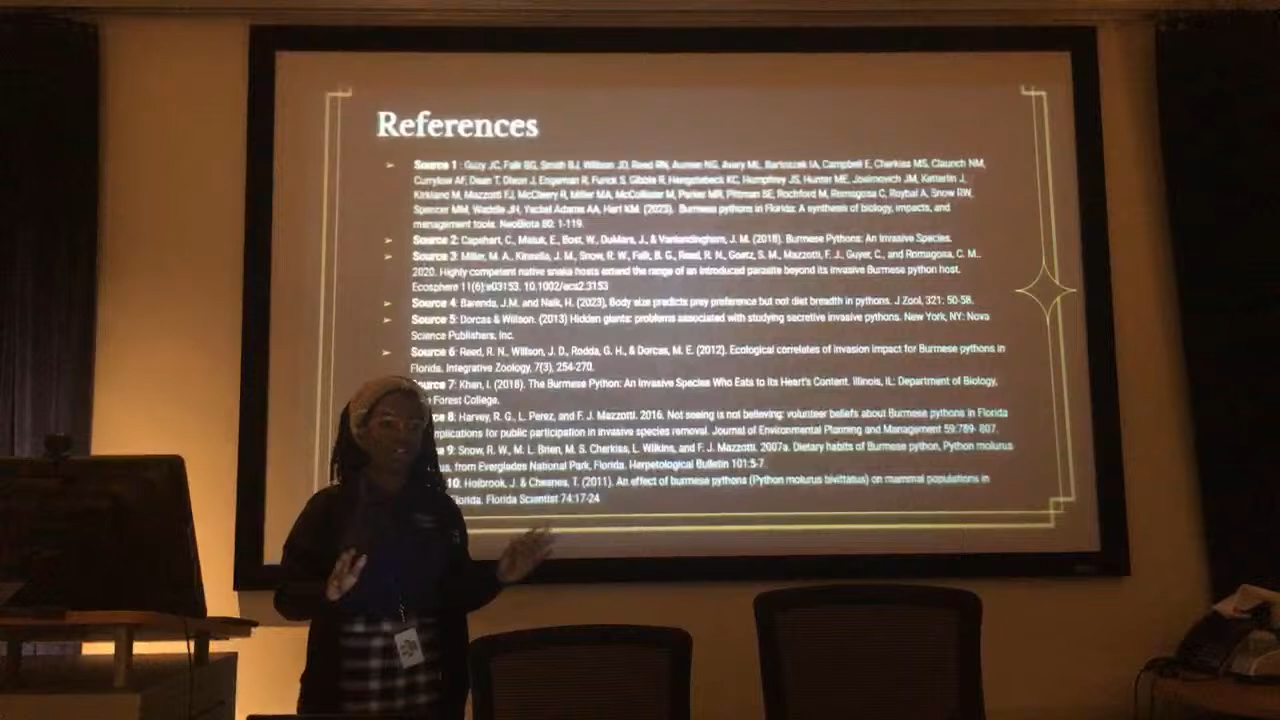 References
➤ Source 1 : Guzy JC, Falk BG, Smith BJ, Willson JD, Reed RN, Aumen NG, Avery ML, Bartoszek IA, Campbell E, Cherkiss MS, Claunch NM,
Currylow AF, Dean T, Dixon J, Engeman R, Funck S, Gibble R, Hengstebeck KC, Humphrey JS, Hunter ME, Josimovich JM, Ketterlin J,
Kirkland M, Mazzotti FJ, McCleery R, Miller MA, McCollister M, Parker MR, Pittman SE, Rochford M, Romagosa C, Roybal A, Snow RW,
Spencer MM, Waddle JH, Yackel Adams AA, Hart KM. (2023). Burmese pythons in Florida: A synthesis of biology, impacts, and
management tools. NeoBiota 80: 1-119.
➤ Source 2: Capehart, C., Matuk, E., Bost, W., DuMars, J., & Vanlandingham, J. M. (2018). Burmese Pythons: An Invasive Species.
➤ Source 3: Miller, M. A., Kinsella, J. M., Snow, R. W., Falk, B. G., Reed, R. N., Goetz, S. M., Mazzotti, F. J., Guyer, C., and Romagosa, C. M..
2020. Highly competent native snake hosts extend the range of an introduced parasite beyond its invasive Burmese python host.
Ecosphere 11(6):e03153. 10.1002/ecs2.3153
➤ Source 4: Barends, J.M. and Naik, H. (2023), Body size predicts prey preference but not diet breadth in pythons. J Zool, 321: 50-58.
➤ Source 5: Dorcas & Willson. (2013) Hidden giants: problems associated with studying secretive invasive pythons. New York, NY: Nova
Science Publishers, Inc.
➤ Source 6: Reed, R. N., Willson, J. D., Rodda, G. H., & Dorcas, M. E. (2012). Ecological correlates of invasion impact for Burmese pythons in
Florida. Integrative Zoology, 7(3), 254-270.
ource 7: Khan, I. (2018). The Burmese Python: An Invasive Species Who Eats to Its Heart's Content. Illinois, IL: Department of Biology,
Forest College.
ce 8: Harvey, R. G., L. Perez, and F. J. Mazzotti. 2016. Not seeing is not believing: volunteer beliefs about Burmese pythons in Florida
mplications for public participation in invasive species removal. Journal of Environmental Planning and Management 59:789- 807.
e 9: Snow, R. W., M. L. Brien, M. S. Cherkiss, L. Wilkins, and F. J. Mazzotti. 2007a. Dietary habits of Burmese python, Python molurus
us, from Everglades National Park, Florida. Herpetological Bulletin 101:5-7.
10: Holbrook, J. & Chesnes, T. (2011). An effect of burmese pythons (Python molurus bivittatus) on mammal populations in
Florida. Florida Scientist 74:17-24